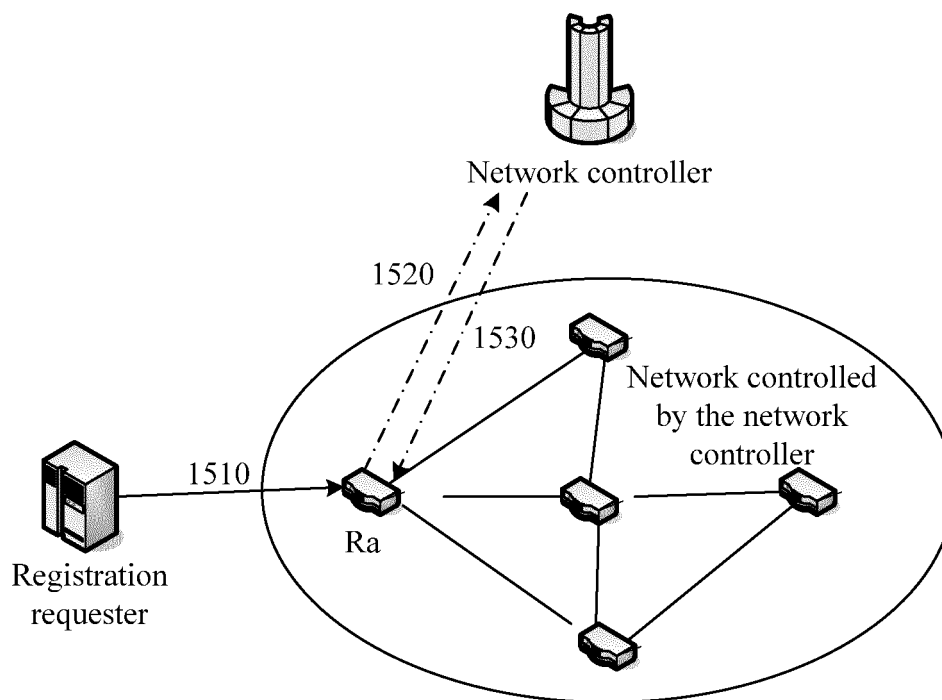 Network controller
1520
1530
Network controlled
by the network
controller
1510
Ra
Registration
requester